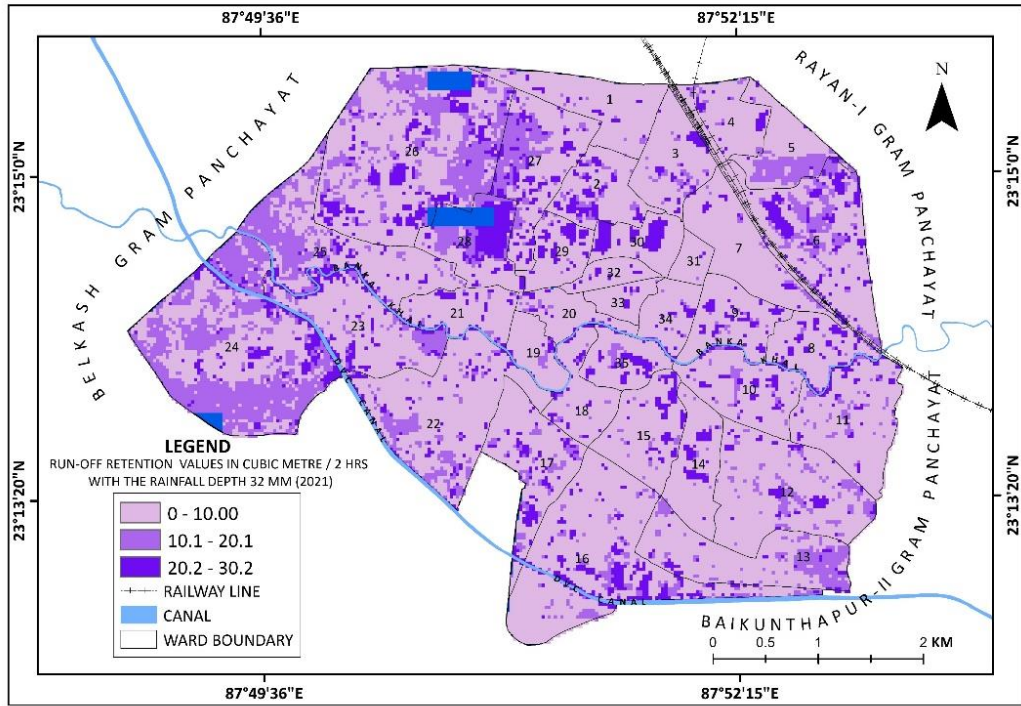 87°49'36"E
87°52'15"E
RAYAN-I GRAM PANCHAYAT
N
1
4
5
3
26
27
2
23°15'0"N
23°15'0"N
BELKASH GRAM PANCHAYAT
28
29
30
6
7
25
32
31
BANKA KHAL
33
20
34
9
21
23
24
19
BANKA KHAL
8
35
10
DVC CANAL
18
22
11
15
LEGEND
RUN-OFF RETENTION VALUES IN CUBIC METRE / 2 HRS
WITH THE RAINFALL DEPTH 32 MM (2021)
17
14
12
23°13'20"N
23°13'20"N
0 - 10.00
10.1 - 20.1
20.2 - 30.2
RAILWAY LINE
CANAL
WARD BOUNDARY
16
13
DVC CANAL
BAIKUNTHAPUR-II GRAM PANCHAYAT
0 0.5 1 2 KM
87°49'36"E
87°52'15"E